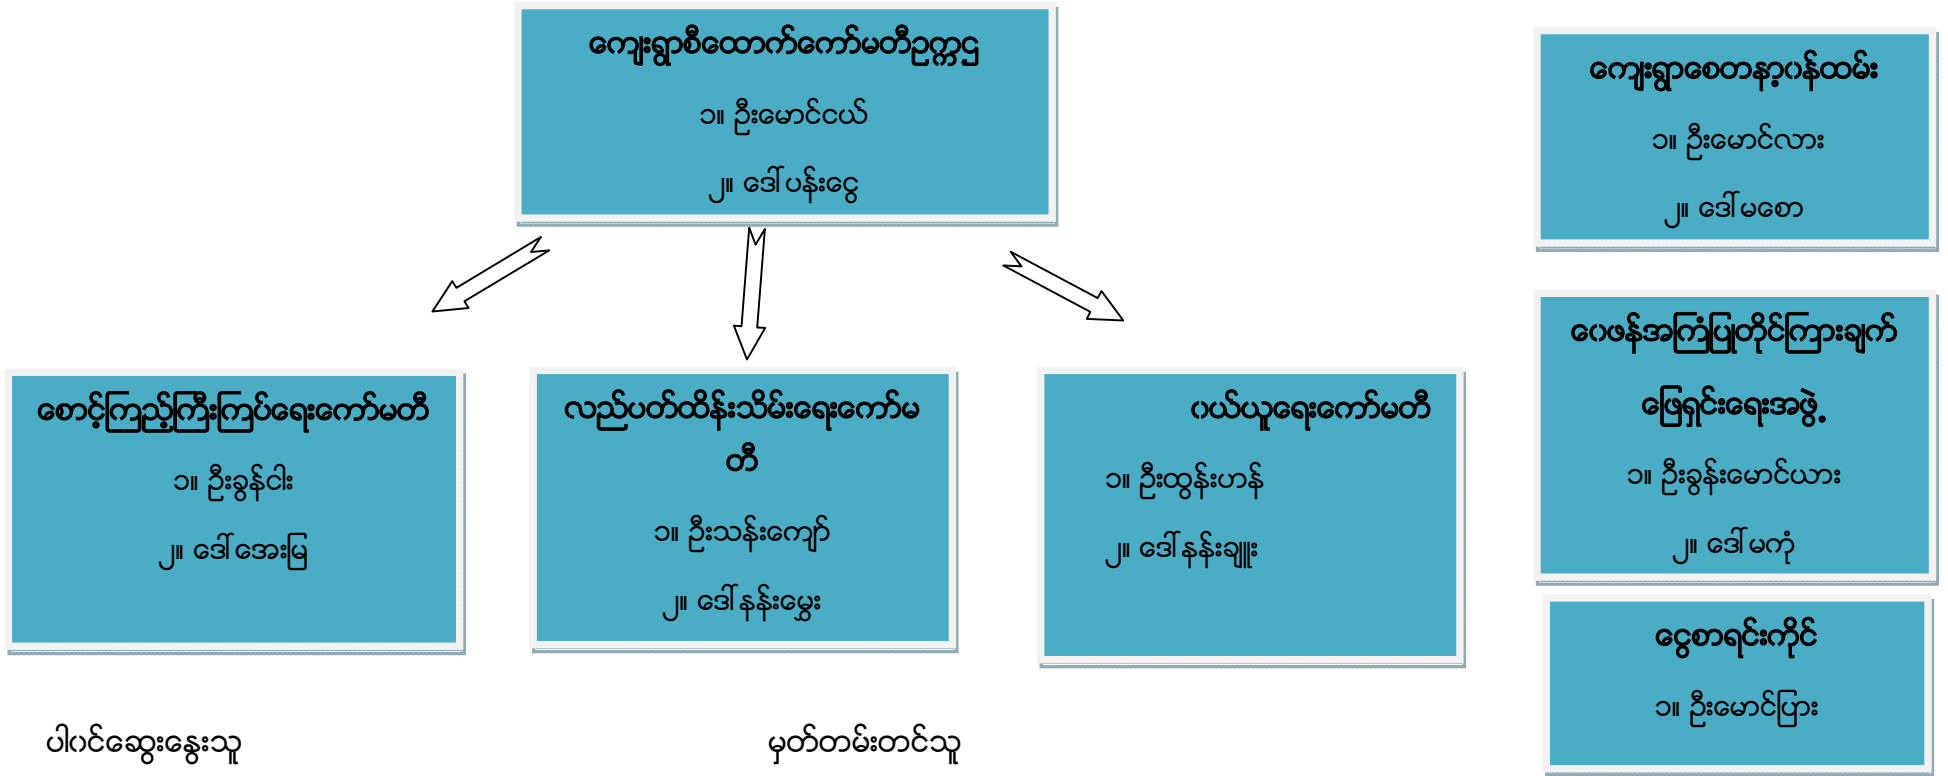 ကျေးရွာစီထောက်ကော်မတီဥက္ကဌ
၁။ ဦးမောင်ငယ်
၂။ ဒေါ်ပန်းငွေ
ကျေးရွာစေတနာ့ဝန်ထမ်း
၁။ ဦးမောင်လား
၂။ ဒေါ်မစော
စောင့်ကြည့်ကြီးကြပ်ရေးကော်မတီ
၁။ ဦးခွန်ငါး
၂။ ဒေါ်အေးမြ
လည်ပတ်ထိန်းသိမ်းရေးကော်မ
တီ
၁။ ဦးသန်းကျော်
၂။ ဒေါ်နန်းမွှေး
ဝယ်ယူရေးကော်မတီ
၁။ ဦးထွန်းဟန်
၂။ ဒေါ်နန်းချူး
ဝေဖန်အကြံပြုတိုင်ကြားချက်
ဖြေရှင်းရေးအဖွဲ့
၁။ ဦးခွန်းမောင်ယား
၂။ ဒေါ်မကုံ
ငွေစာရင်းကိုင်
၁။ ဦးမောင်ပြား
ပါဝင်ဆွေးနွေးသူ
မှတ်တမ်းတင်သူ